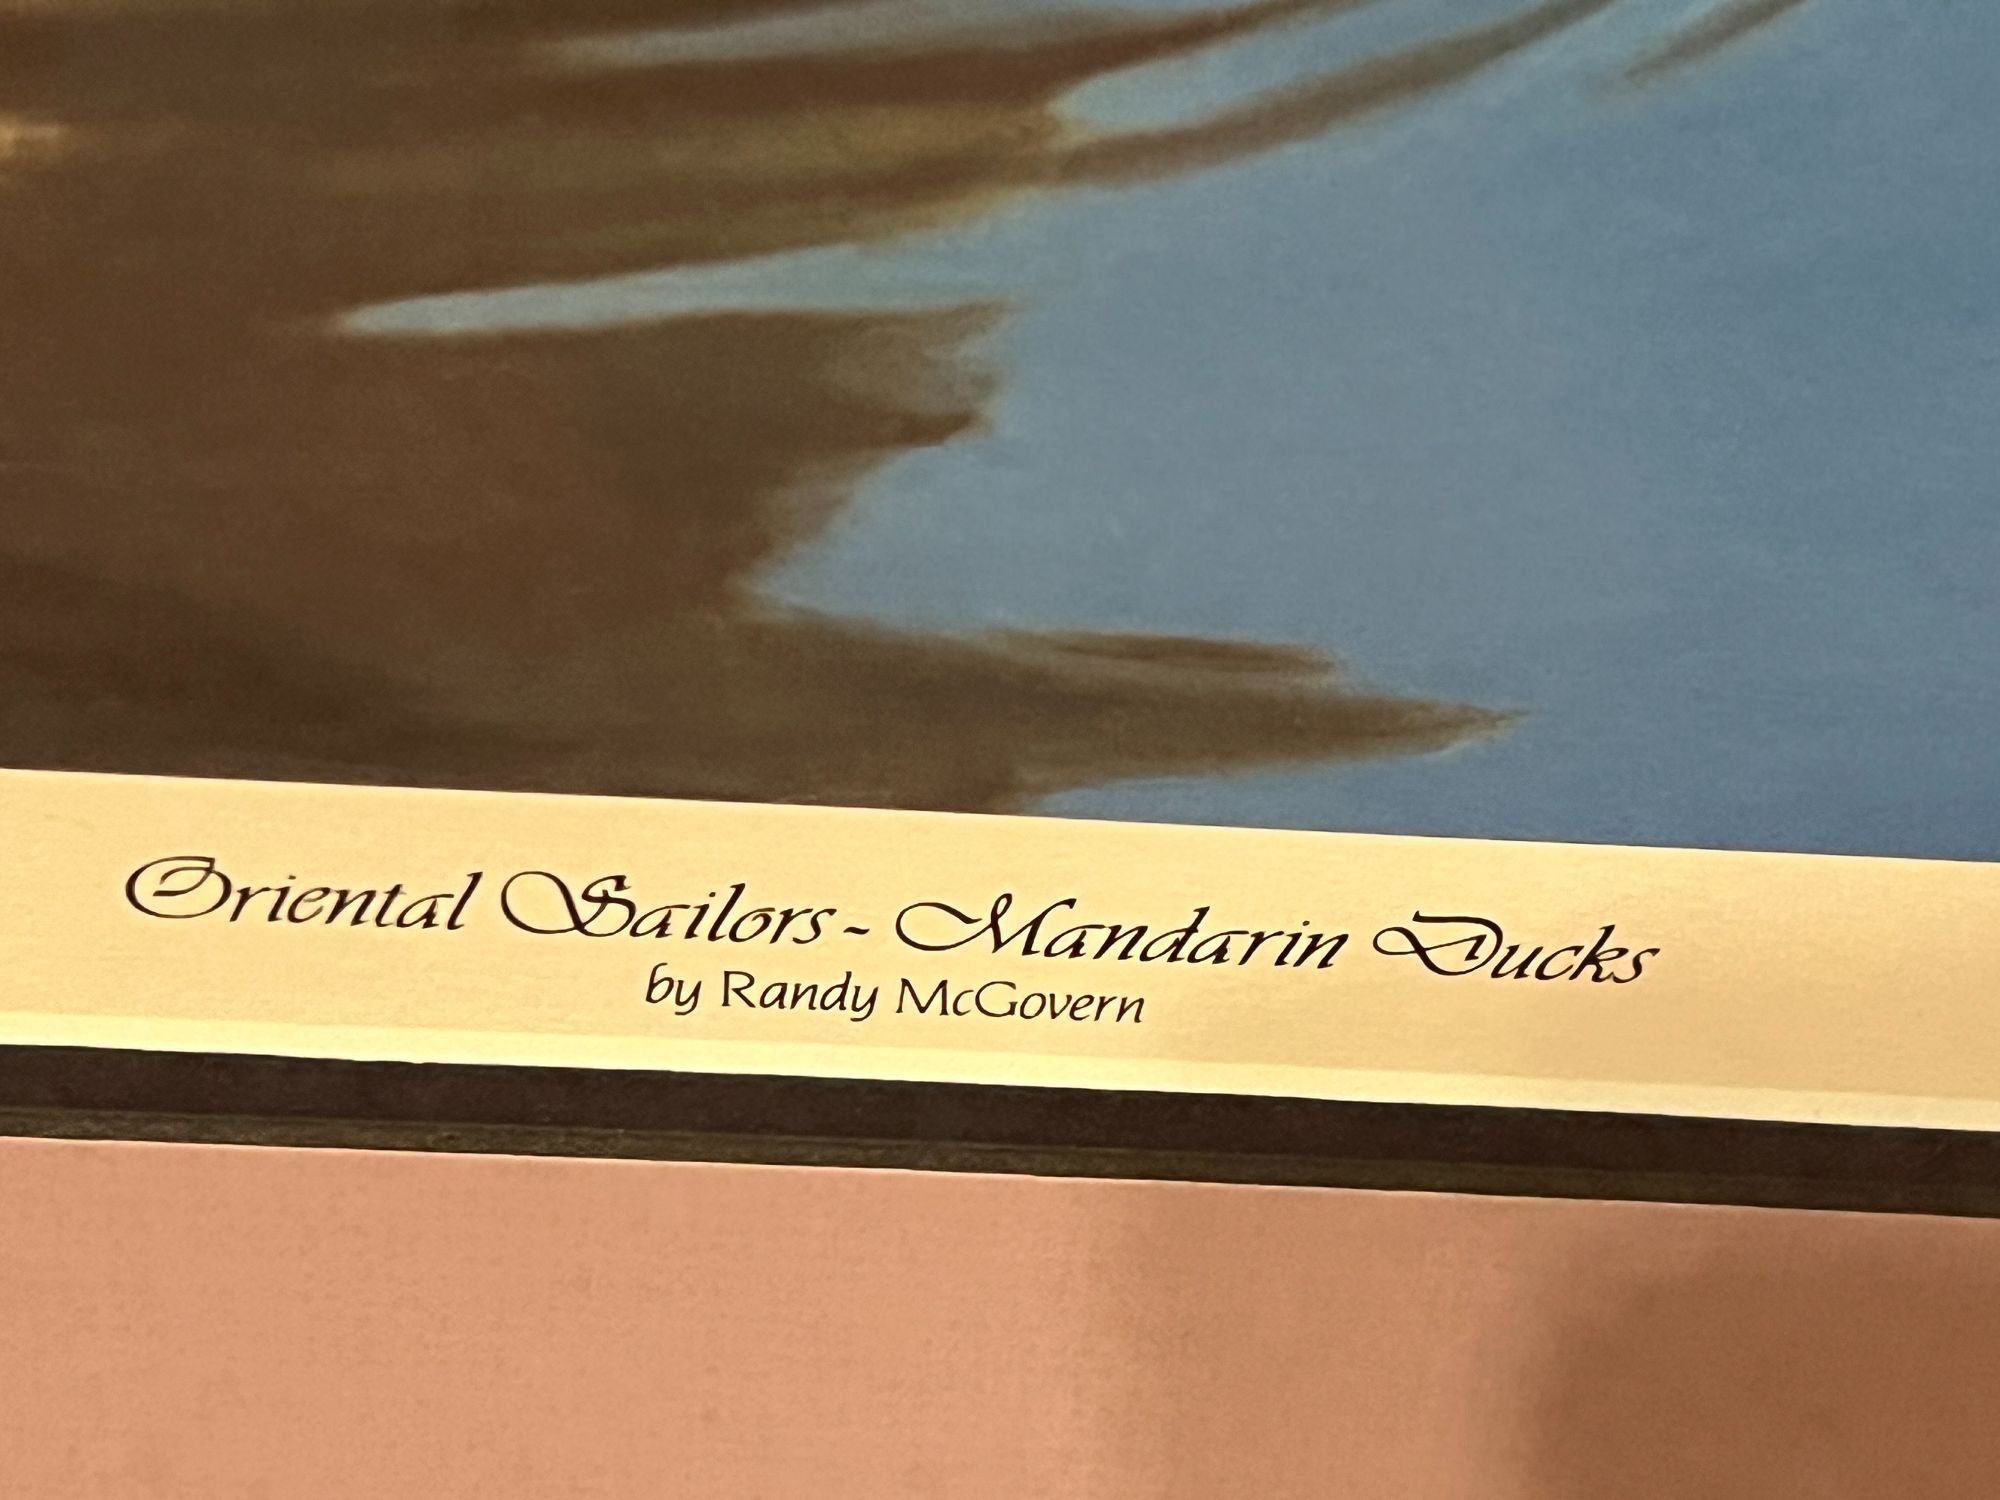 Oriental Sailors - Mandarin Ducks
by Randy McGovern